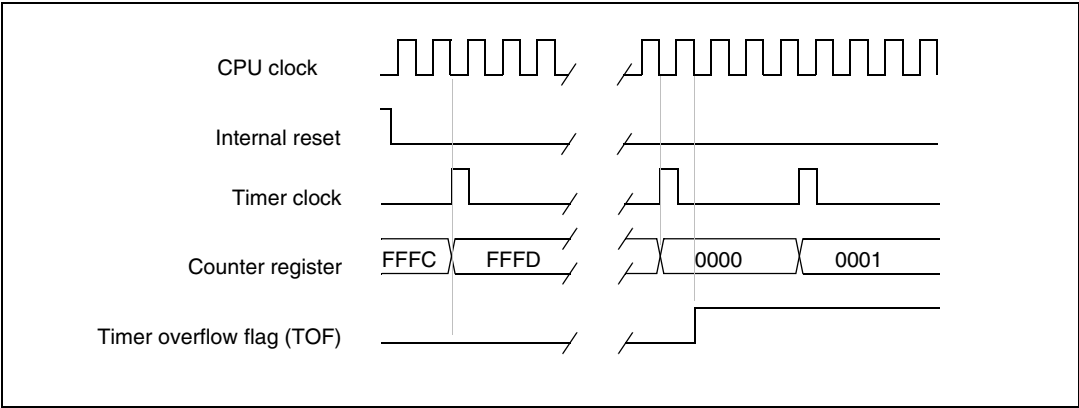 CPU clock
Internal reset
Timer clock
Counter register FFFC FFFD 0000 0001
Timer overflow flag (TOF)